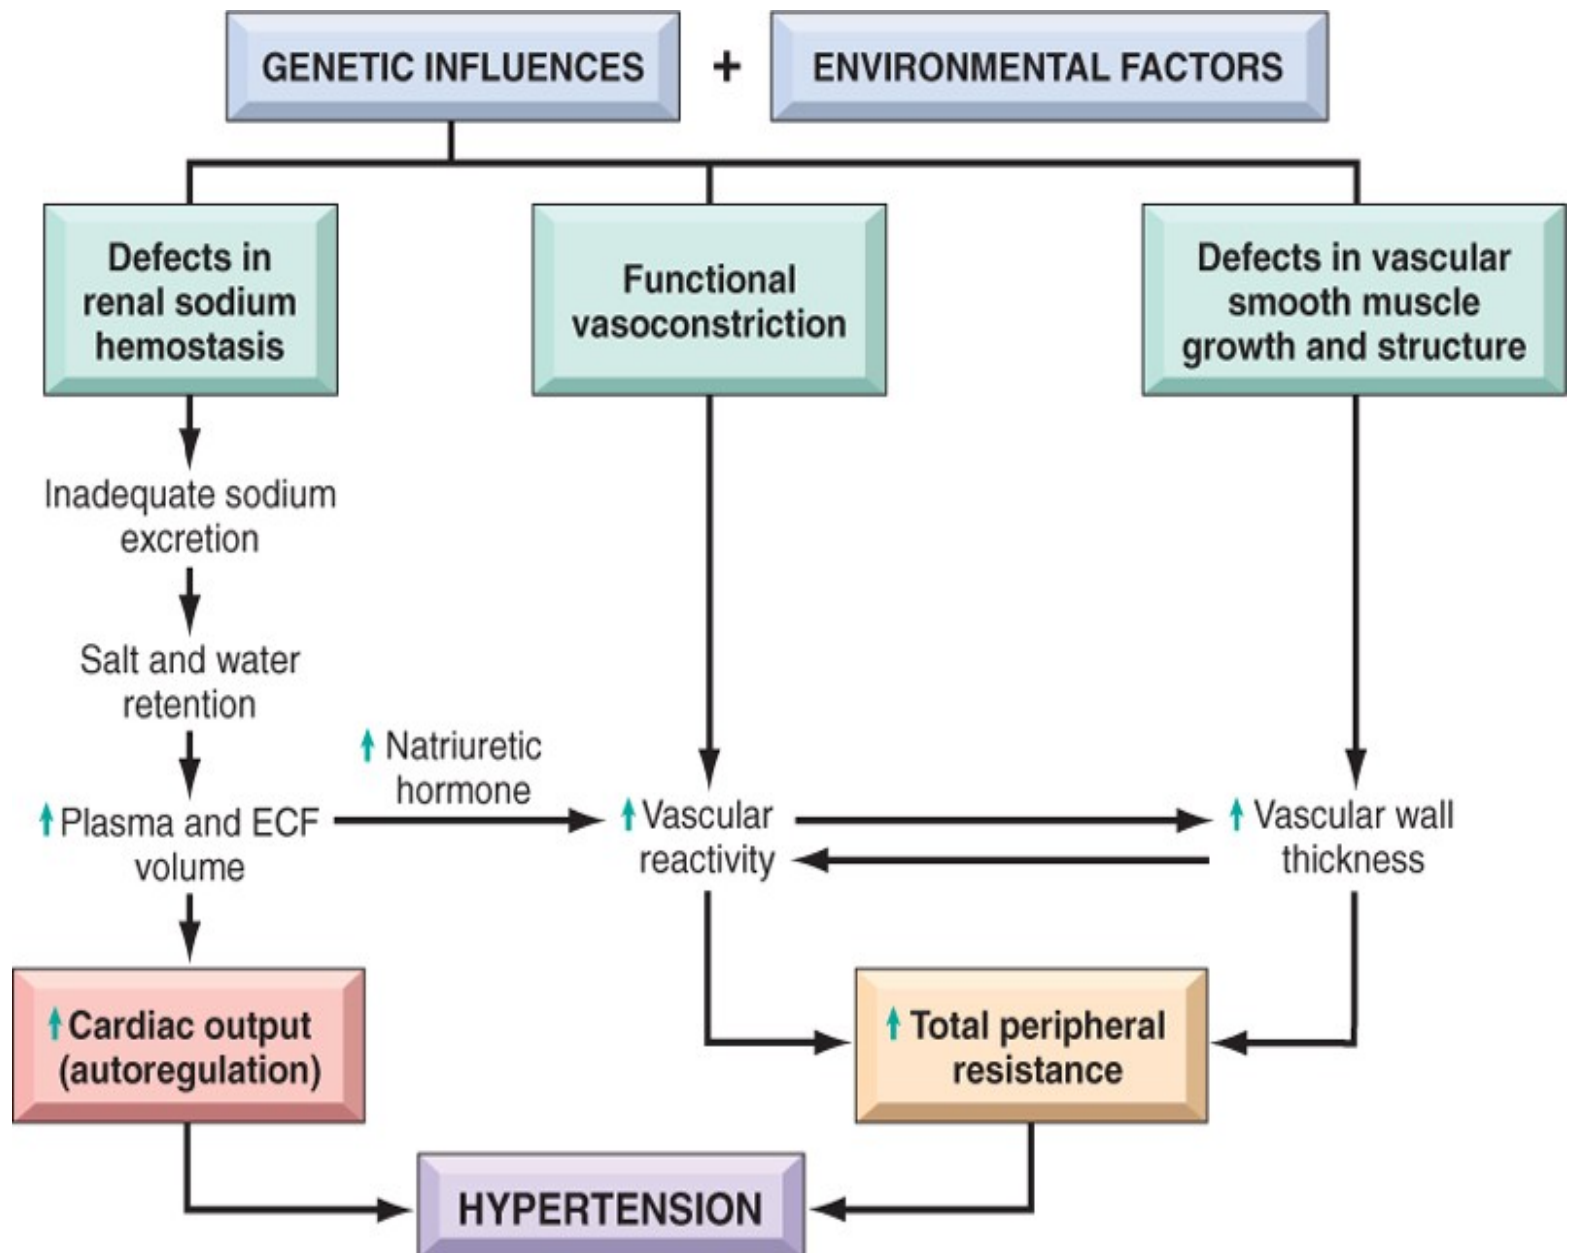 GENETIC INFLUENCES + ENVIRONMENTAL FACTORS
Defects in
renal sodium
hemostasis
Functional
vasoconstriction
Defects in vascular
smooth muscle
growth and structure
Inadequate sodium
excretion
Salt and water
retention
↑ Natriuretic
hormone
↑ Plasma and ECF
volume
↑ Vascular
reactivity
↑ Vascular wall
thickness
↑ Cardiac output
(autoregulation)
↑ Total peripheral
resistance
HYPERTENSION